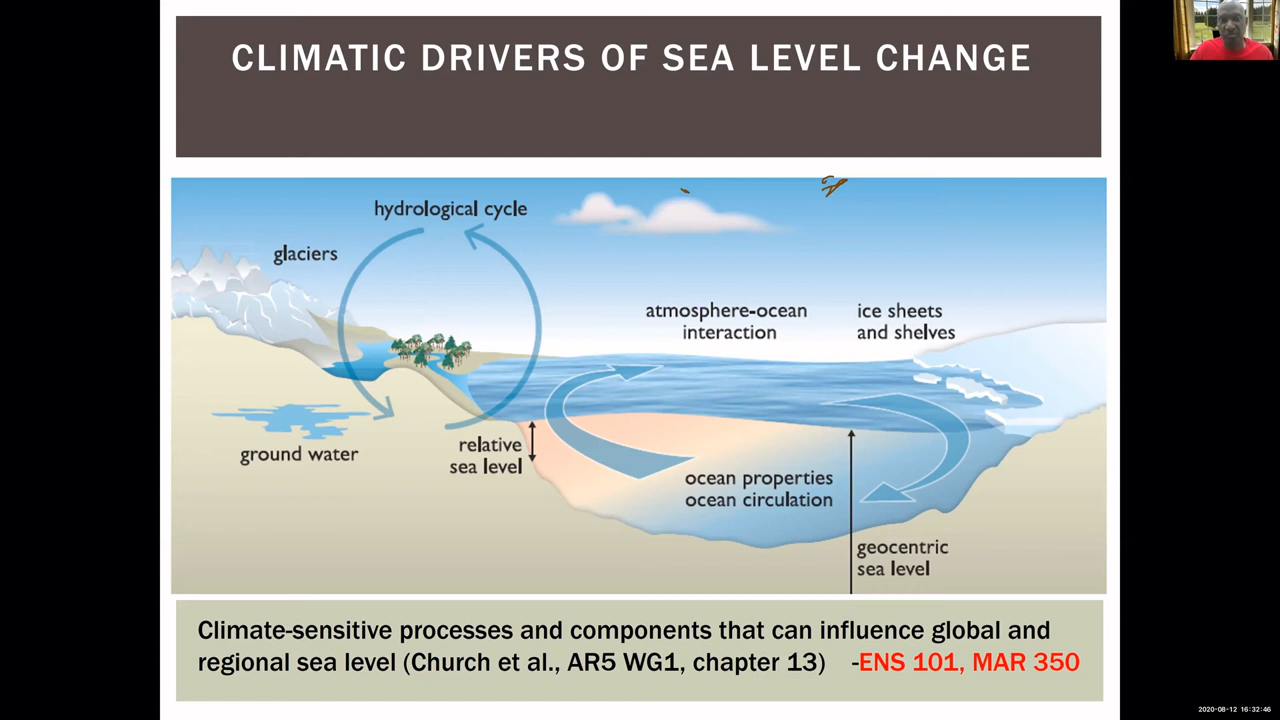 CLIMATIC DRIVERS OF SEA LEVEL CHANGE
hydrological cycle
glaciers
atmosphere-ocean
interaction
ice sheets
and shelves
ground water
relative
sea level
ocean properties
ocean circulation
geocentric
sea level
Climate-sensitive processes and components that can influence global and
regional sea level (Church et al., AR5 WG1, chapter 13) -ENS 101, MAR 350
2020-08-12 16:32:46